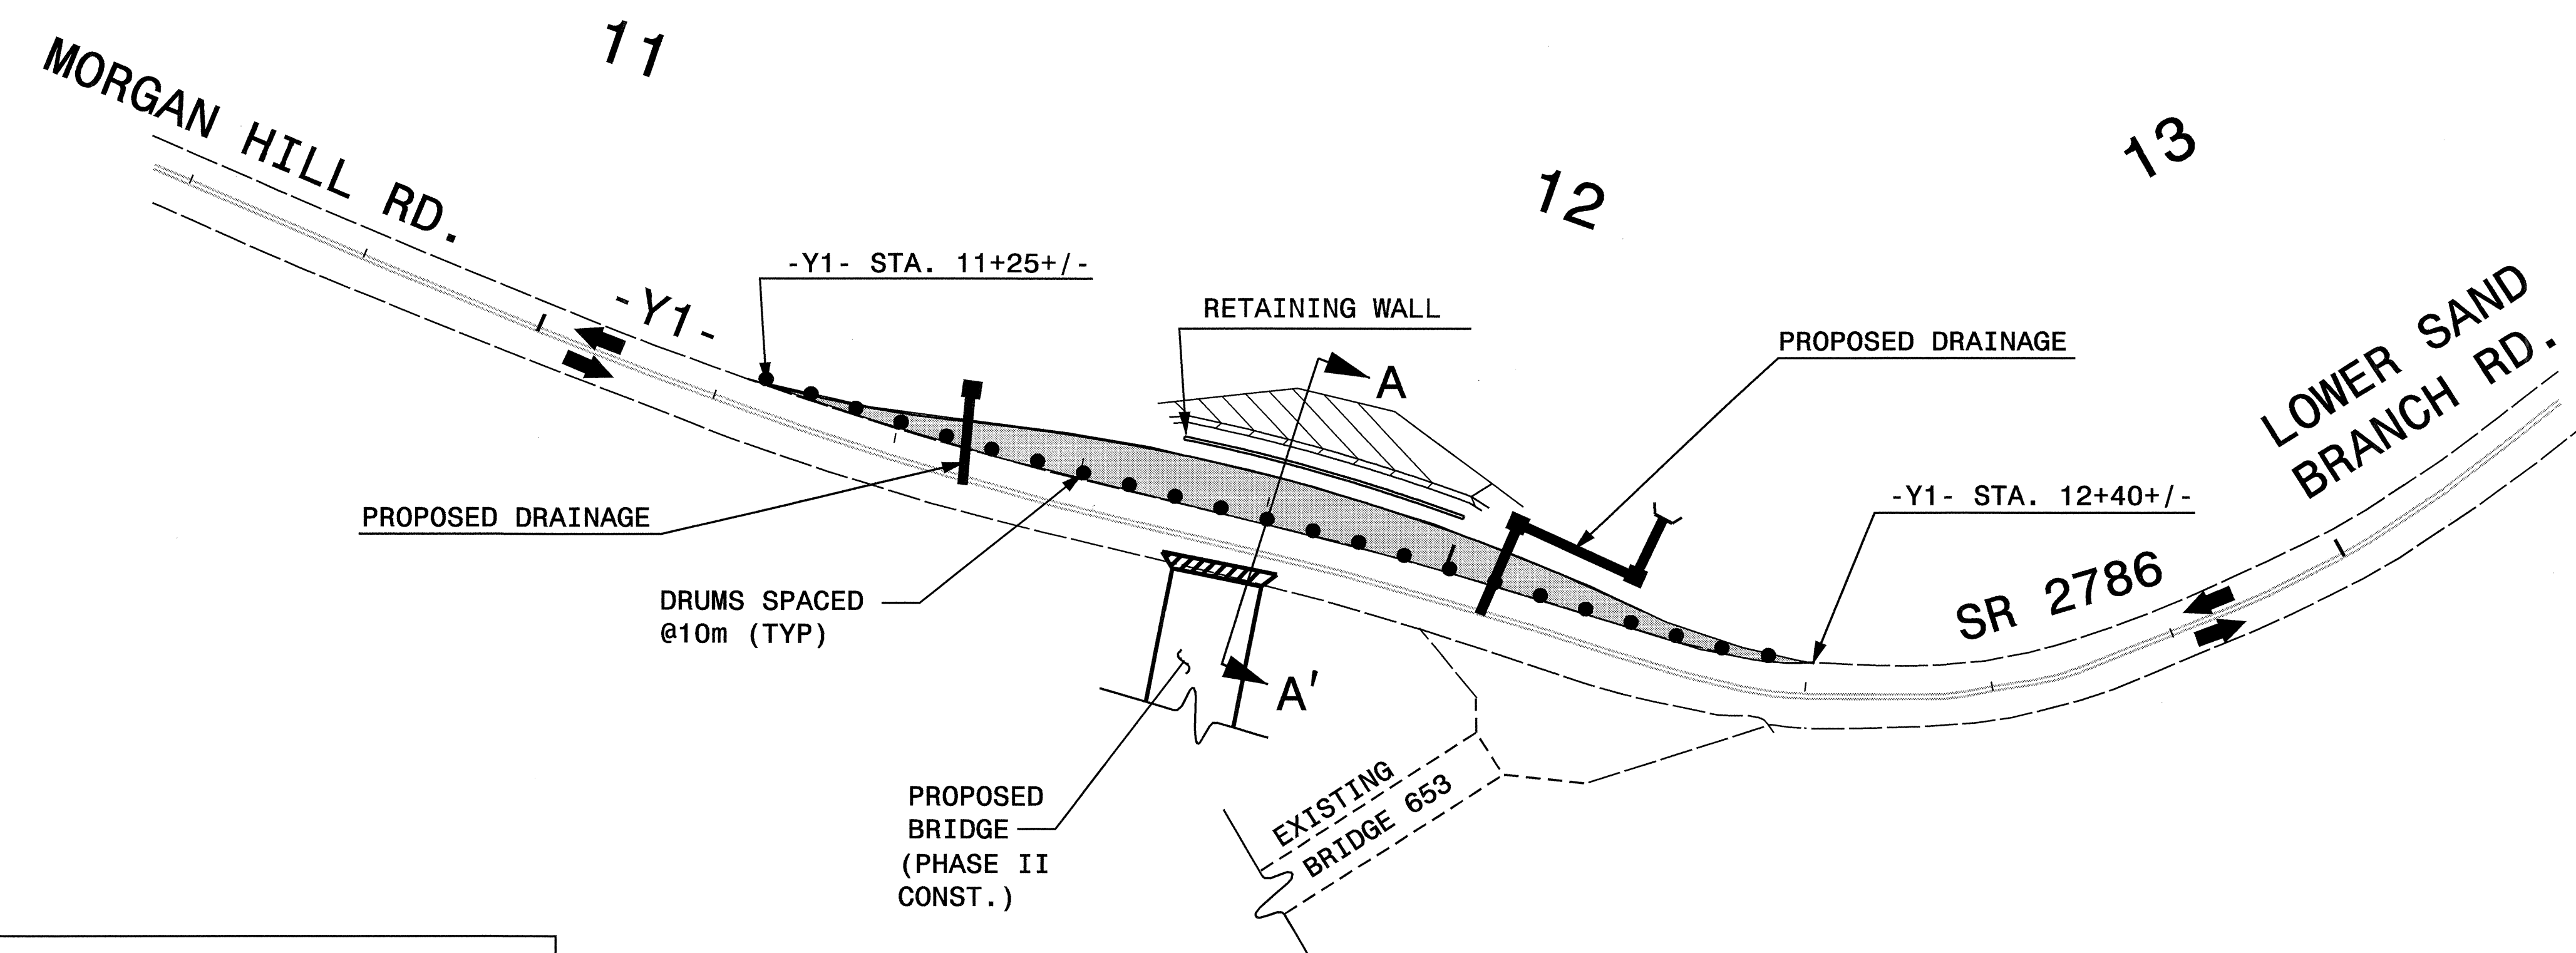 11
MORGAN HILL RD.
13
12
-Y1- STA. 11+25+/-
-Y1-
RETAINING WALL
PROPOSED DRAINAGE
A
LOWER SAND
BRANCH RD.
-Y1- STA. 12+40+/-
PROPOSED DRAINAGE
SR 2786
DRUMS SPACED
@10m (TYP)
A'
PROPOSED
BRIDGE
(PHASE II
CONST.)
EXISTING
BRIDGE 653